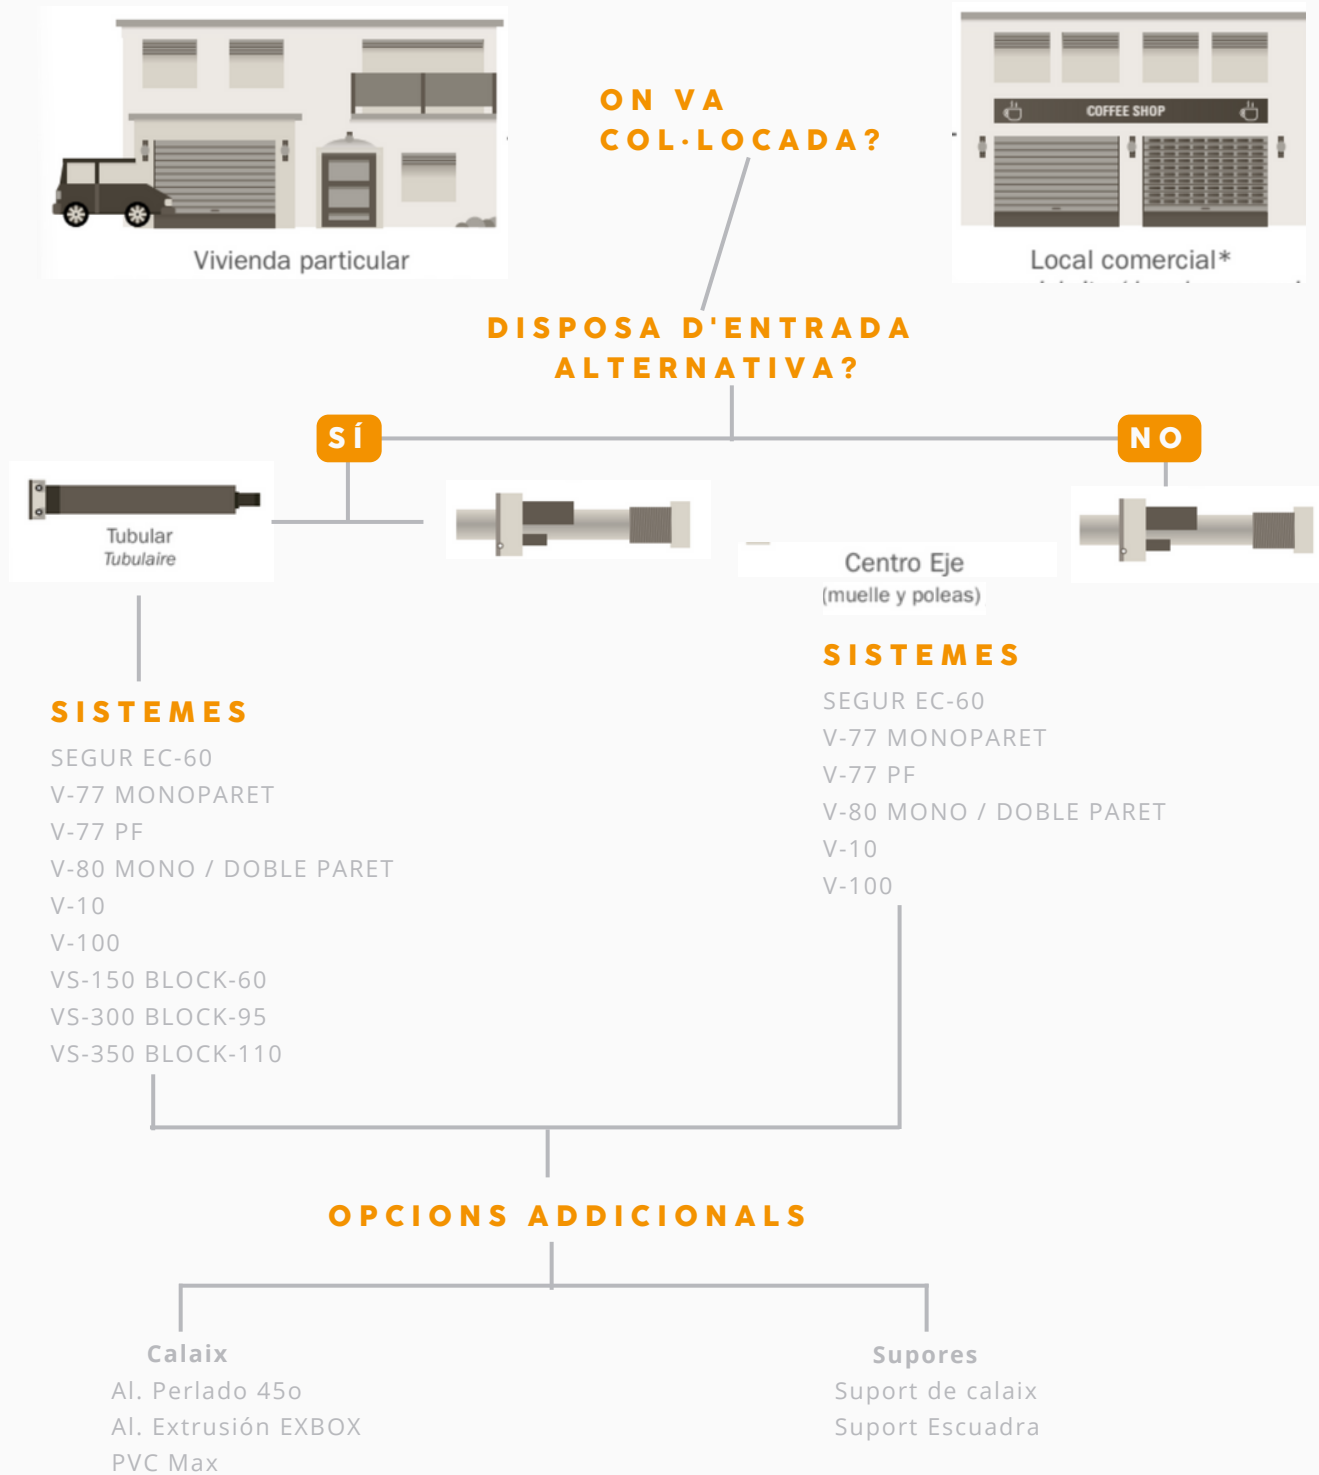 ON VA
COL·LOCADA?
COFFEE SHOP
Vivienda particular
Local comercial*
DISPOSA D'ENTRADA
ALTERNATIVA?
SÍ
NO
Tubular
Tubulaire
Centro Eje
(muelle y poleas)
SISTEMES
SEGUR EC-60
V-77 MONOPARET
V-77 PF
V-80 MONO / DOBLE PARET
V-10
V-100
VS-150 BLOCK-60
VS-300 BLOCK-95
VS-350 BLOCK-110
SISTEMES
SEGUR EC-60
V-77 MONOPARET
V-77 PF
V-80 MONO / DOBLE PARET
V-10
V-100
OPCIONS ADDICIONALS
Calaix
Al. Perlado 45o
Al. Extrusión EXBOX
PVC Max
Supores
Suport de calaix
Suport Escuadra